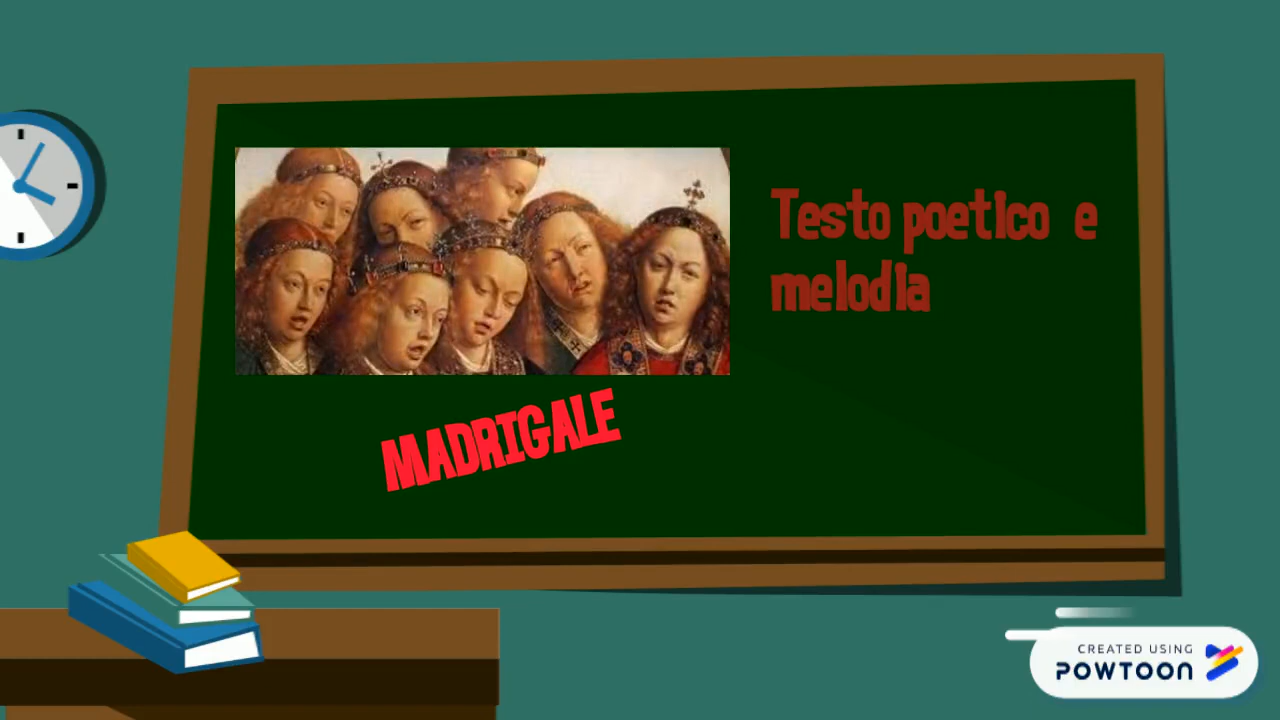 Testo poetico e
melodia
MADRIGALE
CREATED USING
POWTOON